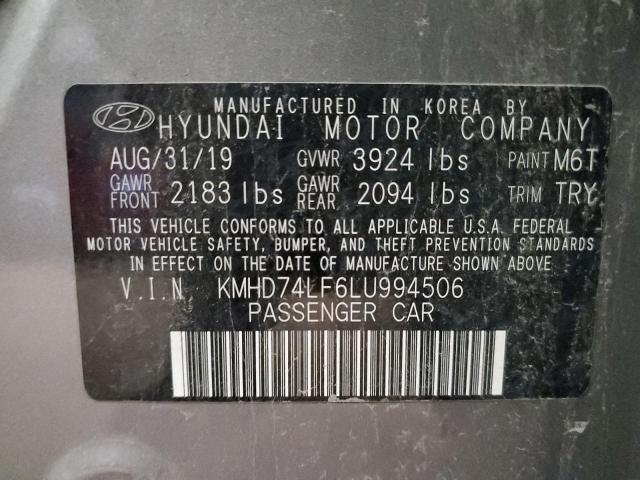 MANUFACTURED IN KOREA BY
HYUNDAI MOTOR COMPANY
AUG/31/19 GVWR 3924 lbs PAINT M6T
GAWR FRONT 2183 lbs GAWR REAR 2094 lbs TRIM TRY
THIS VEHICLE CONFORMS TO ALL APPLICABLE U.S.A. FEDERAL
MOTOR VEHICLE SAFETY, BUMPER, AND THEFT PREVENTION STANDARDS
IN EFFECT ON THE DATE OF MANUFACTURE SHOWN ABOVE.
V.I.N KMHD74LF6LU994506
PASSENGER CAR